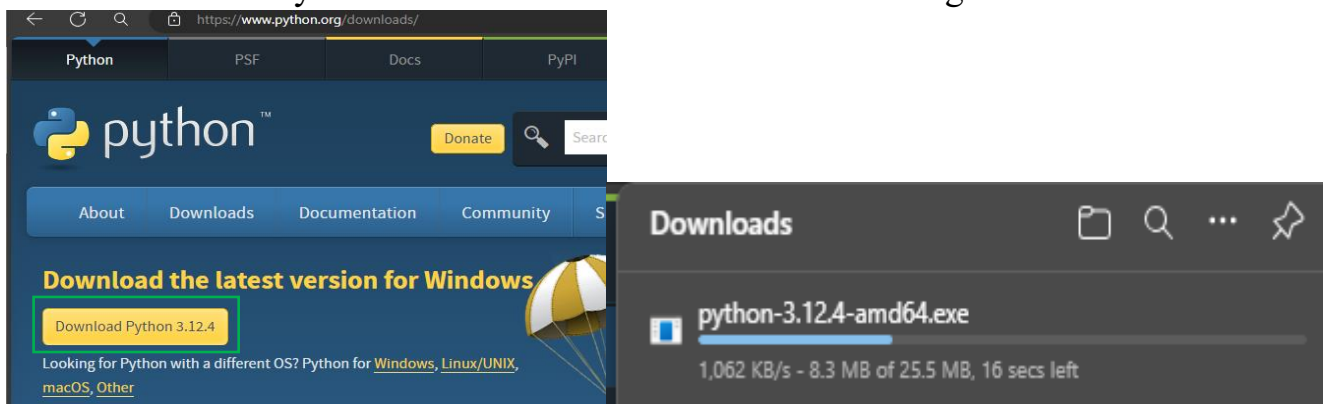 https://www.python.org/downloads/
Python PSF Docs PyPI
python™
Donate
About Downloads Documentation Community S
Download the latest version for Windows
Download Python 3.12.4
Looking for Python with a different OS? Python for Windows, Linux/UNIX,
macOS, Other
Downloads
python-3.12.4-amd64.exe
1,062 KB/s - 8.3 MB of 25.5 MB, 16 secs left